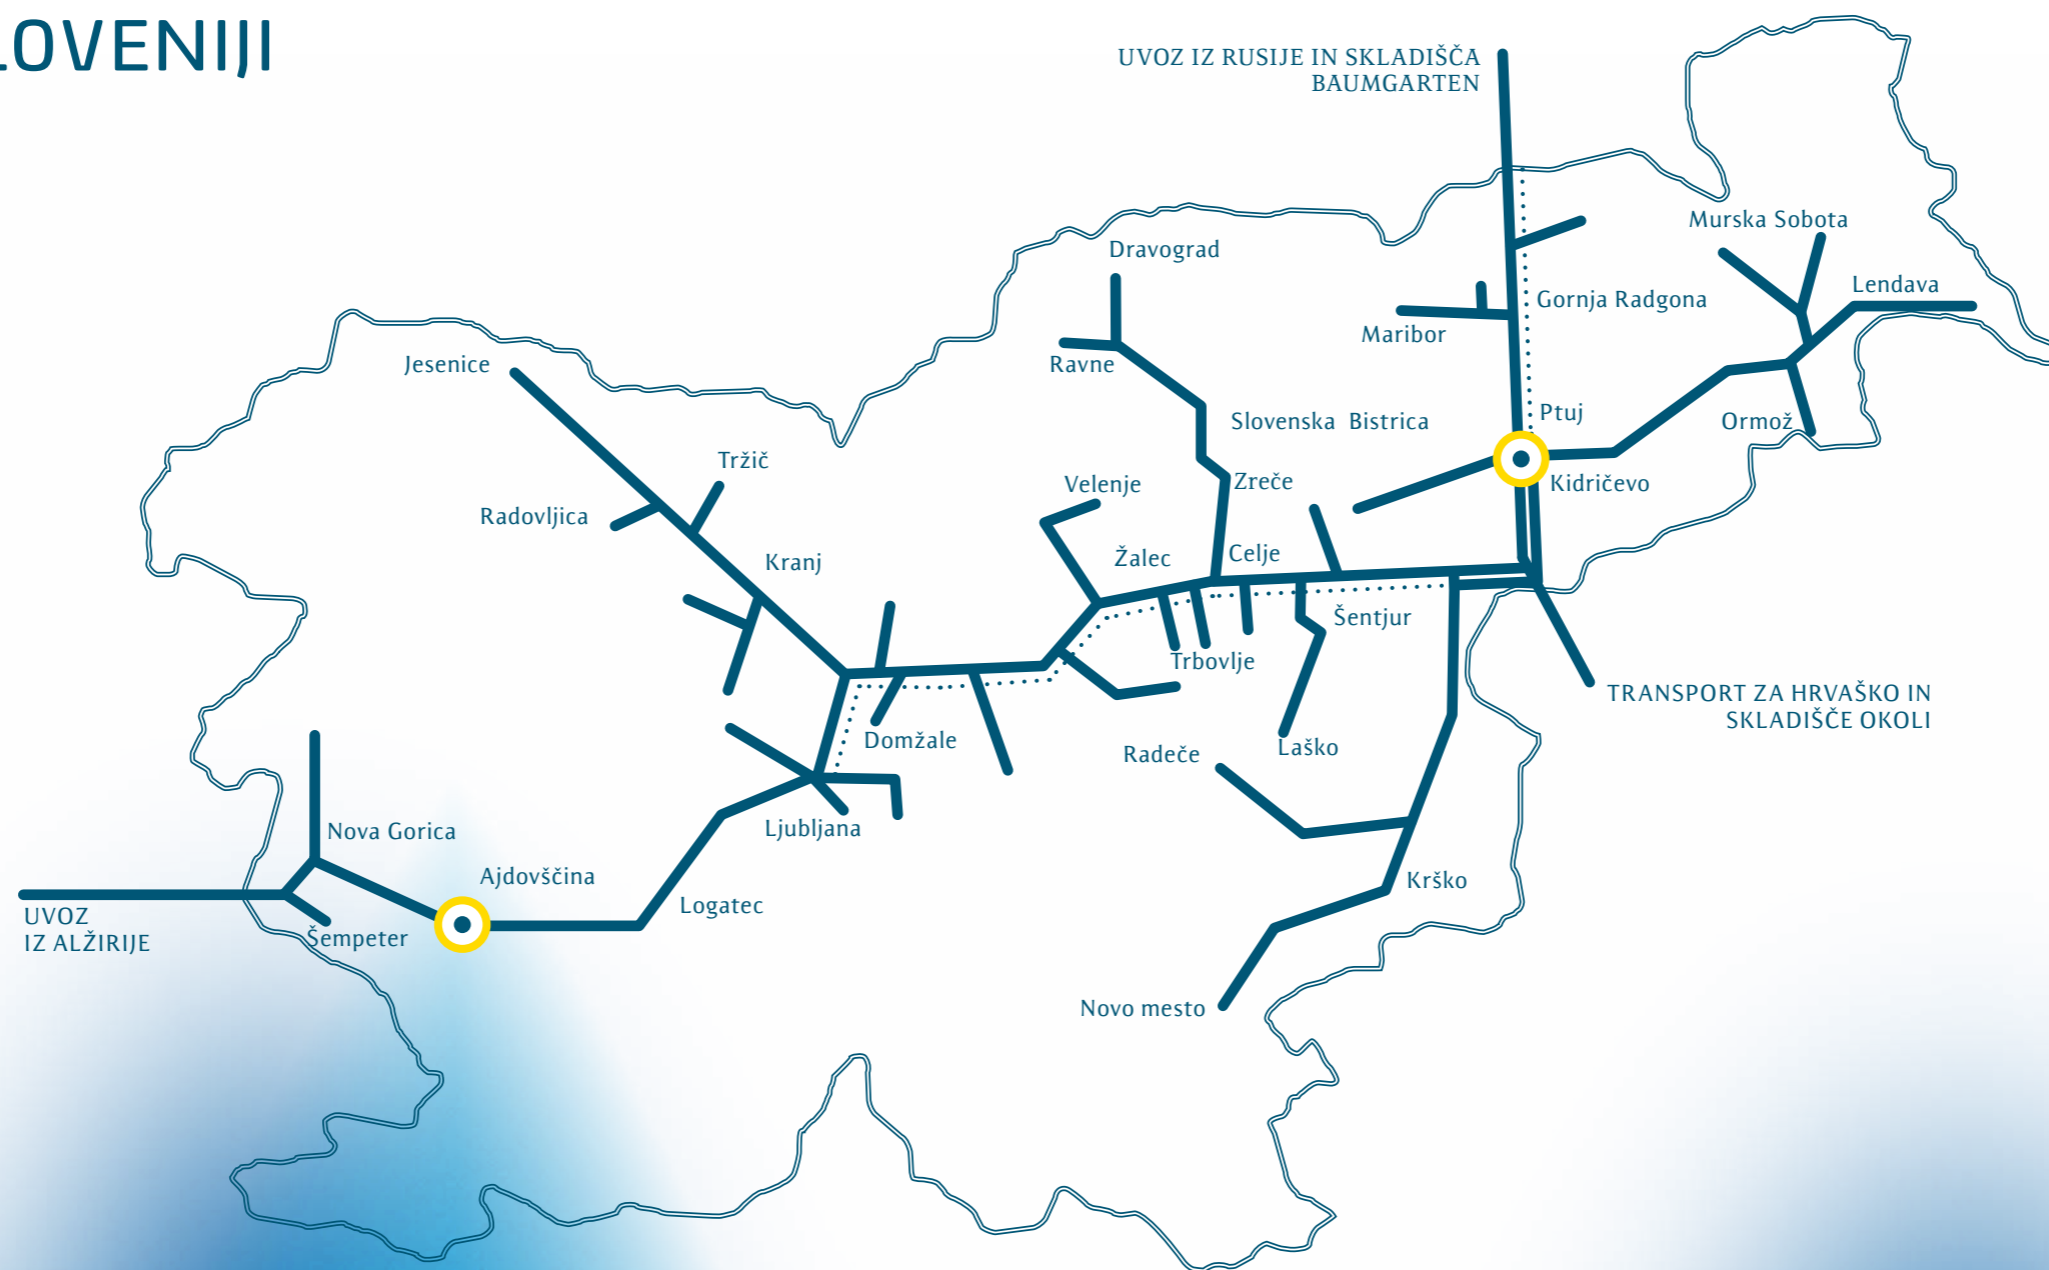 LOVENIJI
UVOZ IZ RUSIJE IN SKLADIŠČA
BAUMGARTEN
Murska Sobota
Dravograd
Lendava
Gornja Radgona
Maribor
Jesenice
Ravne
Ptuj
Slovenska Bistrica
Ormož
Tržič
Velenje
Zreče
Kidričevo
Radovljica
Kranj
Žalec
Celje
Šentjur
Trbovlje
TRANSPORT ZA HRVAŠKO IN
SKLADIŠČE OKOLI
Domžale
Radeče
Laško
Ljubljana
Nova Gorica
Ajdovščina
Krško
Logatec
UVOZ
IZ ALŽIRIJE
Šempeter
Novo mesto